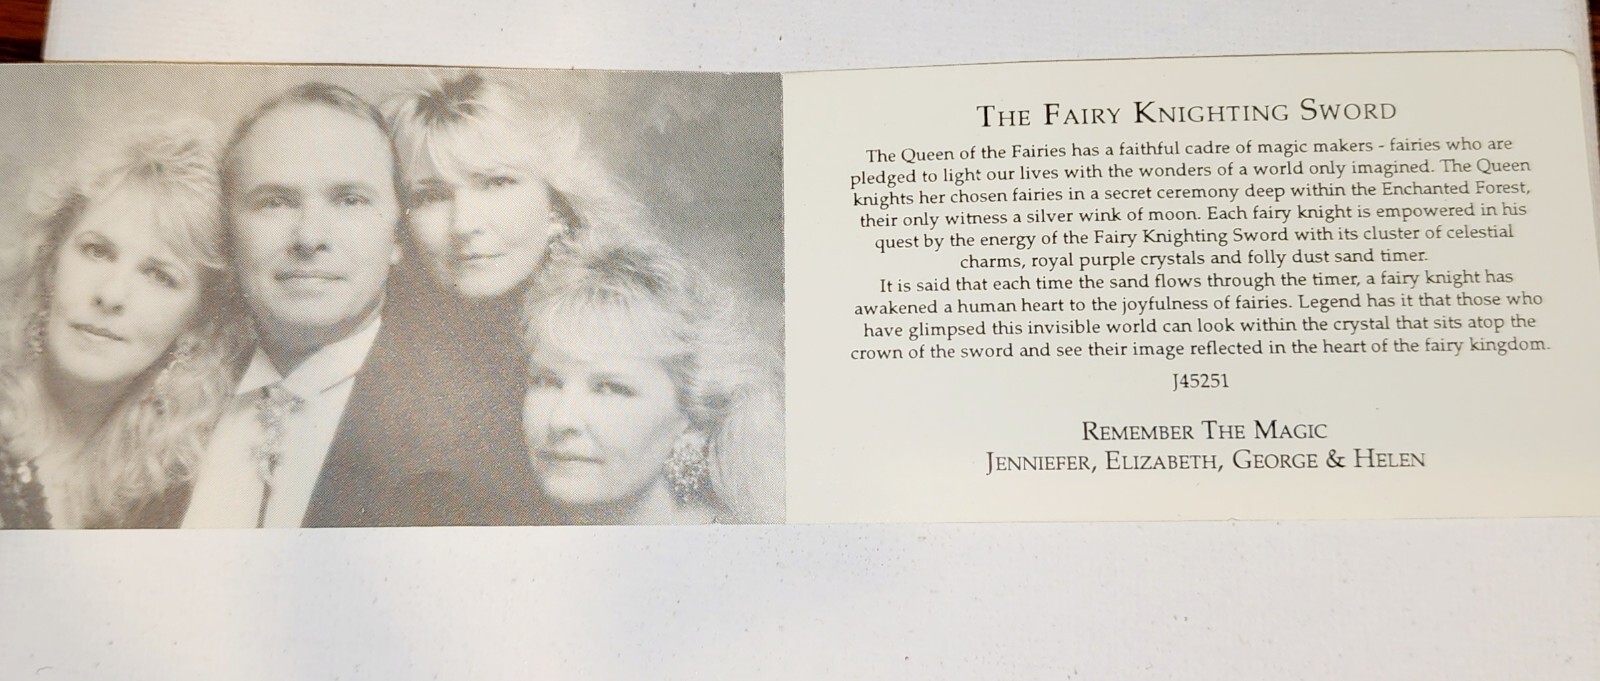 THE FAIRY KNIGHTING SWORD
The Queen of the Fairies has a faithful cadre of magic makers - fairies who are
pledged to light our lives with the wonders of a world only imagined. The Queen
knights her chosen fairies in a secret ceremony deep within the Enchanted Forest,
their only witness a silver wink of moon. Each fairy knight is empowered in his
quest by the energy of the Fairy Knighting Sword with its cluster of celestial
charms, royal purple crystals and folly dust sand timer.
It is said that each time the sand flows through the timer, a fairy knight has
awakened a human heart to the joyfulness of fairies. Legend has it that those who
have glimpsed this invisible world can look within the crystal that sits atop the
crown of the sword and see their image reflected in the heart of the fairy kingdom.
J45251
REMEMBER THE MAGIC
JENNIEFER, ELIZABETH, GEORGE & HELEN